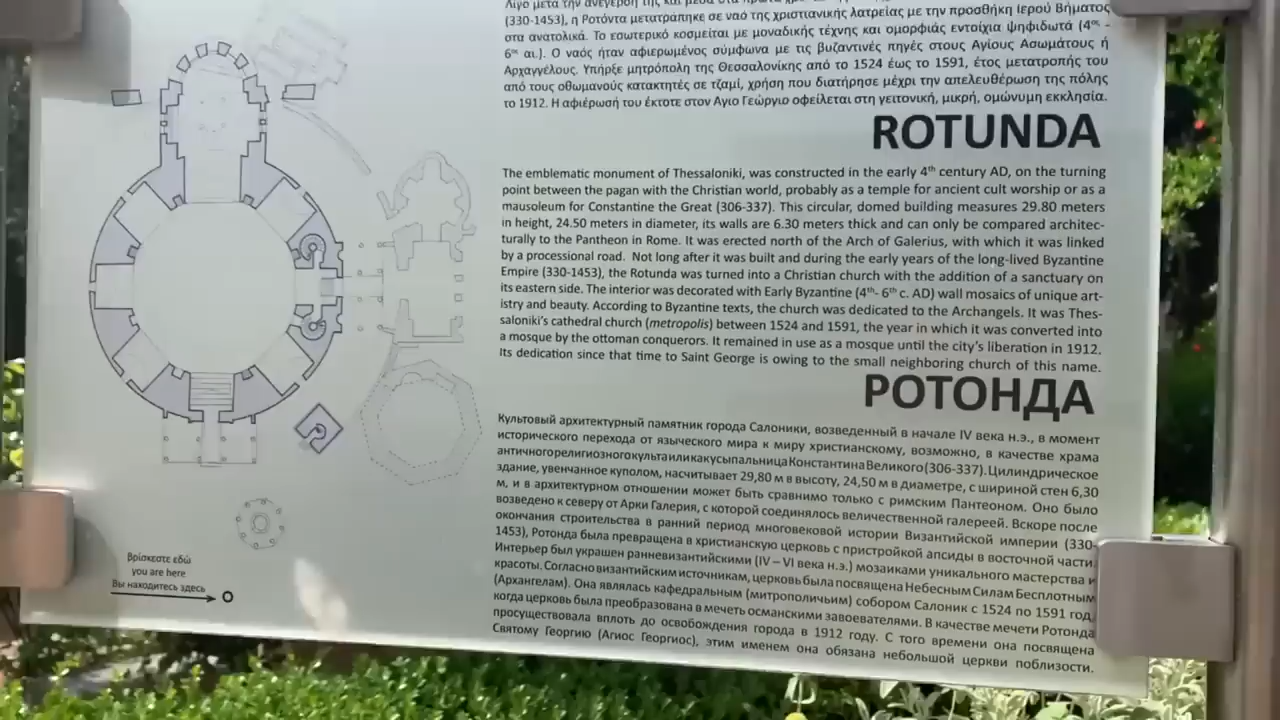 Λίγο μετά την ανέγερσή της και μέσα στα πρώτα
(330-1453), η Ροτόντα μετατράπηκε σε ναό της χριστιανικής λατρείας με την προσθήκη Ιερού Βήματος
στα ανατολικά. Το εσωτερικό κοσμείται με μοναδικής τέχνης και ομορφιάς εντοίχια ψηφιδωτά (4ος -
6ος αι.). Ο ναός ήταν αφιερωμένος σύμφωνα με τις βυζαντινές πηγές στους Αγίους Ασωμάτους ή
Αρχαγγέλους. Υπήρξε μητρόπολη της Θεσσαλονίκης από το 1524 έως το 1591, έτος μετατροπής του
από τους οθωμανούς κατακτητές σε τζαμί, χρήση που διατήρησε μέχρι την απελευθέρωση της πόλης
το 1912. Η αφιέρωσή του έκτοτε στον Αγιο Γεώργιο οφείλεται στη γειτονική, μικρή, ομώνυμη εκκλησία.
ROTUNDA
The emblematic monument of Thessaloniki, was constructed in the early 4th century AD, on the turning
point between the pagan with the Christian world, probably as a temple for ancient cult worship or as a
mausoleum for Constantine the Great (306-337). This circular, domed building measures 29.80 meters
in height, 24.50 meters in diameter, its walls are 6.30 meters thick and can only be compared architec-
turally to the Pantheon in Rome. It was erected north of the Arch of Galerius, with which it was linked
by a processional road. Not long after it was built and during the early years of the long-lived Byzantine
Empire (330-1453), the Rotunda was turned into a Christian church with the addition of a sanctuary on
its eastern side. The interior was decorated with Early Byzantine (4th- 6th c. AD) wall mosaics of unique art-
istry and beauty. According to Byzantine texts, the church was dedicated to the Archangels. It was Thes-
saloniki's cathedral church (metropolis) between 1524 and 1591, the year in which it was converted into
a mosque by the ottoman conquerors. It remained in use as a mosque until the city's liberation in 1912.
Its dedication since that time to Saint George is owing to the small neighboring church of this name.
РОТОНДА
Культовый архитектурный памятник города Салоники, возведенный в начале IV века н.э., в момент
исторического перехода от языческого мира к миру христианскому, возможно, в качестве храма
античного религиозного культа или как усыпальница Константина Великого (306-337). Цилиндрическое
здание, увенчанное куполом, насчитывает 29,80 м в высоту, 24,50 м в диаметре, с шириной стен 6,30
м, и в архитектурном отношении может быть сравнимо только с римским Пантеоном. Оно было
возведено к северу от Арки Галерия, с которой соединялось величественной галереей. Вскоре после
окончания строительства в ранний период многовековой истории Византийской империи (330-
1453), Ротонда была превращена в христианскую церковь с пристройкой апсиды в восточной части.
Интерьер был украшен ранневизантийскими (IV – VI века н.э.) мозаиками уникального мастерства и
красоты. Согласно византийским источникам, церковь была посвящена Небесным Силам Бесплотным
(Архангелам). Она являлась кафедральным (митрополичьим) собором Салоник с 1524 по 1591 год,
когда церковь была преобразована в мечеть османскими завоевателями. В качестве мечети Ротонда
просуществовала вплоть до освобождения города в 1912 году. С того времени она посвящена
Святому Георгию (Агиос Георгиос), этим именем она обязана небольшой церкви поблизости.
Βρίσκεστε εδώ
you are here
Вы находитесь здесь